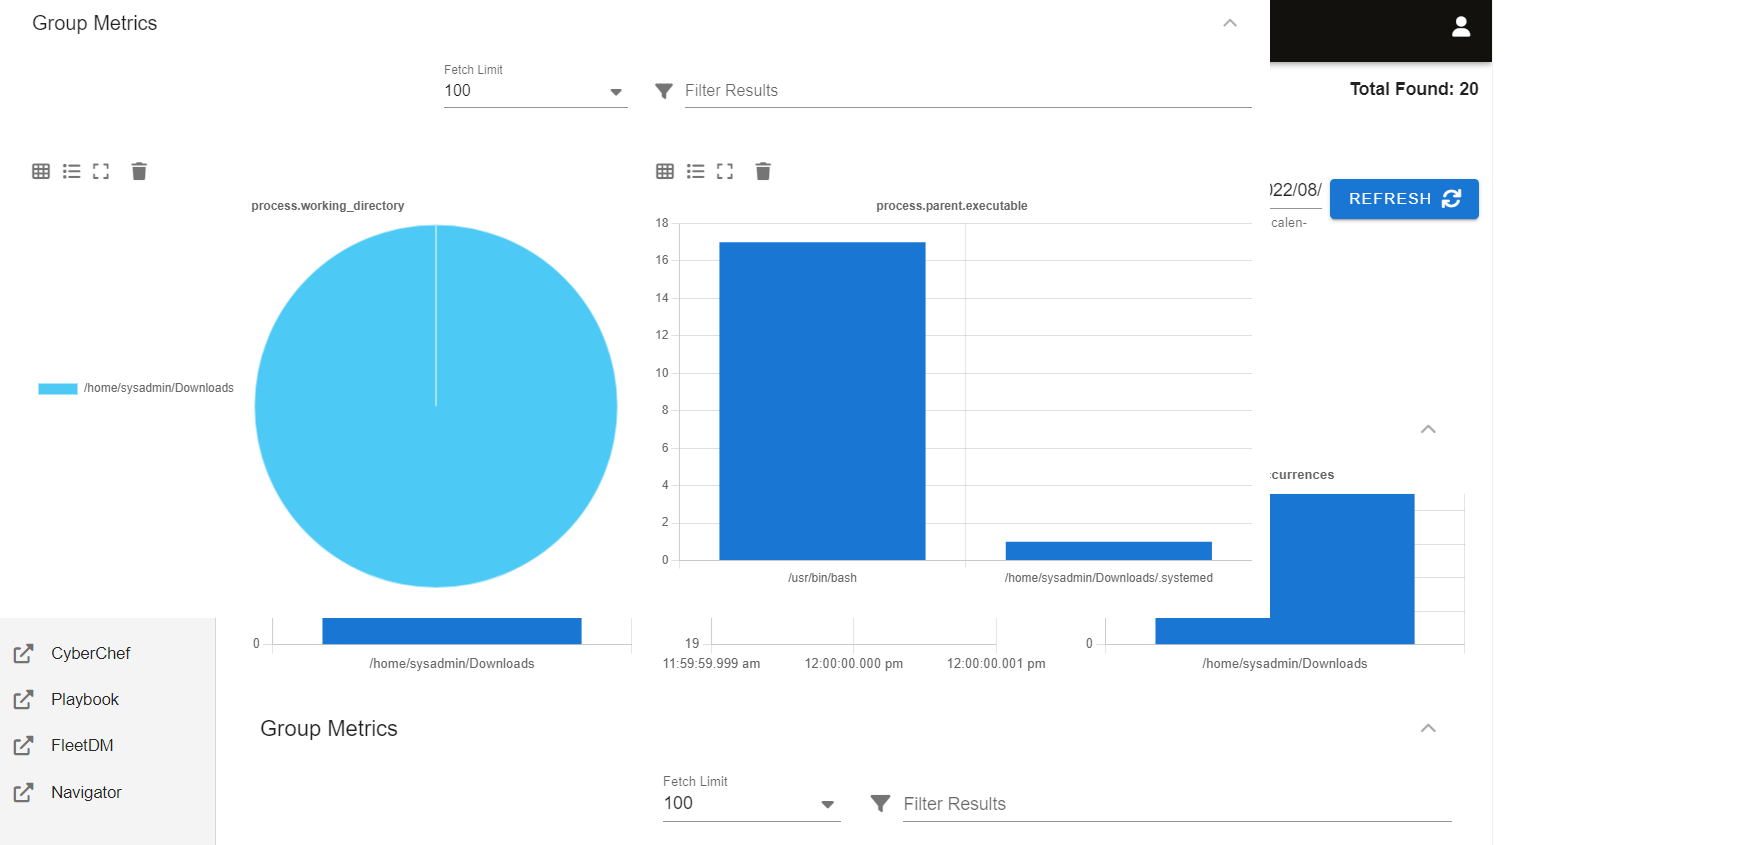 Group Metrics
Fetch Limit
100
Filter Results
Total Found: 20
022/08/
REFRESH
calen-
process.working_directory
/home/sysadmin/Downloads
process.parent.executable
18
16
14
12
10
8
6
4
2
0
/usr/bin/bash
/home/sysadmin/Downloads/.systemed
ccurrences
0
/home/sysadmin/Downloads
19
11:59:59.999 am
12:00:00.000 pm
12:00:00.001 pm
0
/home/sysadmin/Downloads
CyberChef
Playbook
FleetDM
Navigator
Group Metrics
Fetch Limit
100
Filter Results